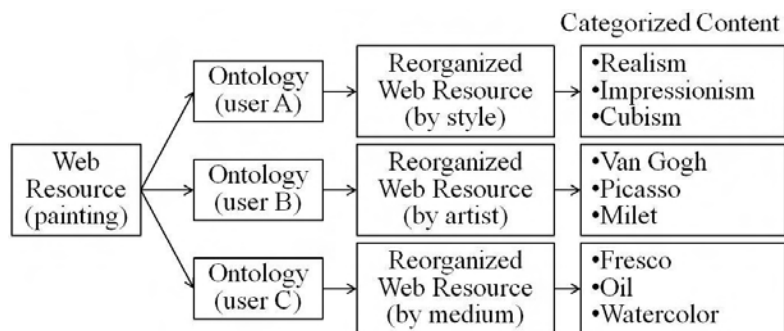 Categorized Content
Web
Resource
(painting)
Ontology
(user A)
Reorganized
Web Resource
(by style)
•Realism
•Impressionism
•Cubism
Ontology
(user B)
Reorganized
Web Resource
(by artist)
•Van Gogh
•Picasso
•Milet
Ontology
(user C)
Reorganized
Web Resource
(by medium)
•Fresco
•Oil
•Watercolor